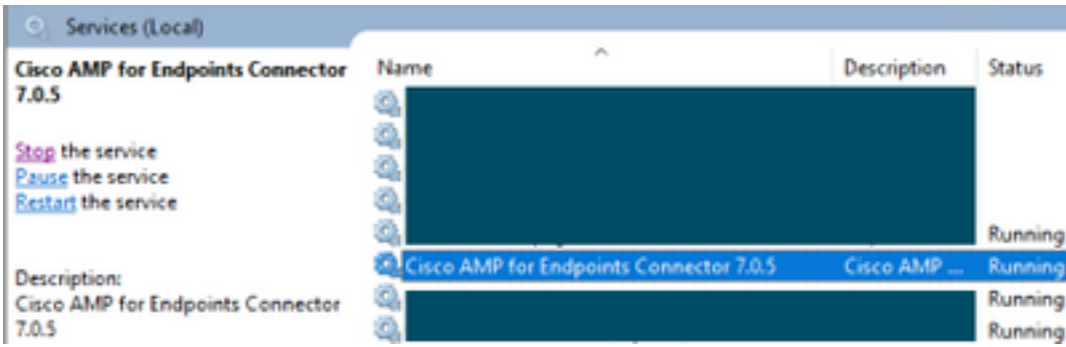 Services (Local)
Cisco AMP for Endpoints Connector
7.0.5
Stop the service
Pause the service
Restart the service
Description:
Cisco AMP for Endpoints Connector
7.0.5
Name Description Status
Running
Cisco AMP for Endpoints Connector 7.0.5 Cisco AMP ... Running
Running
Running